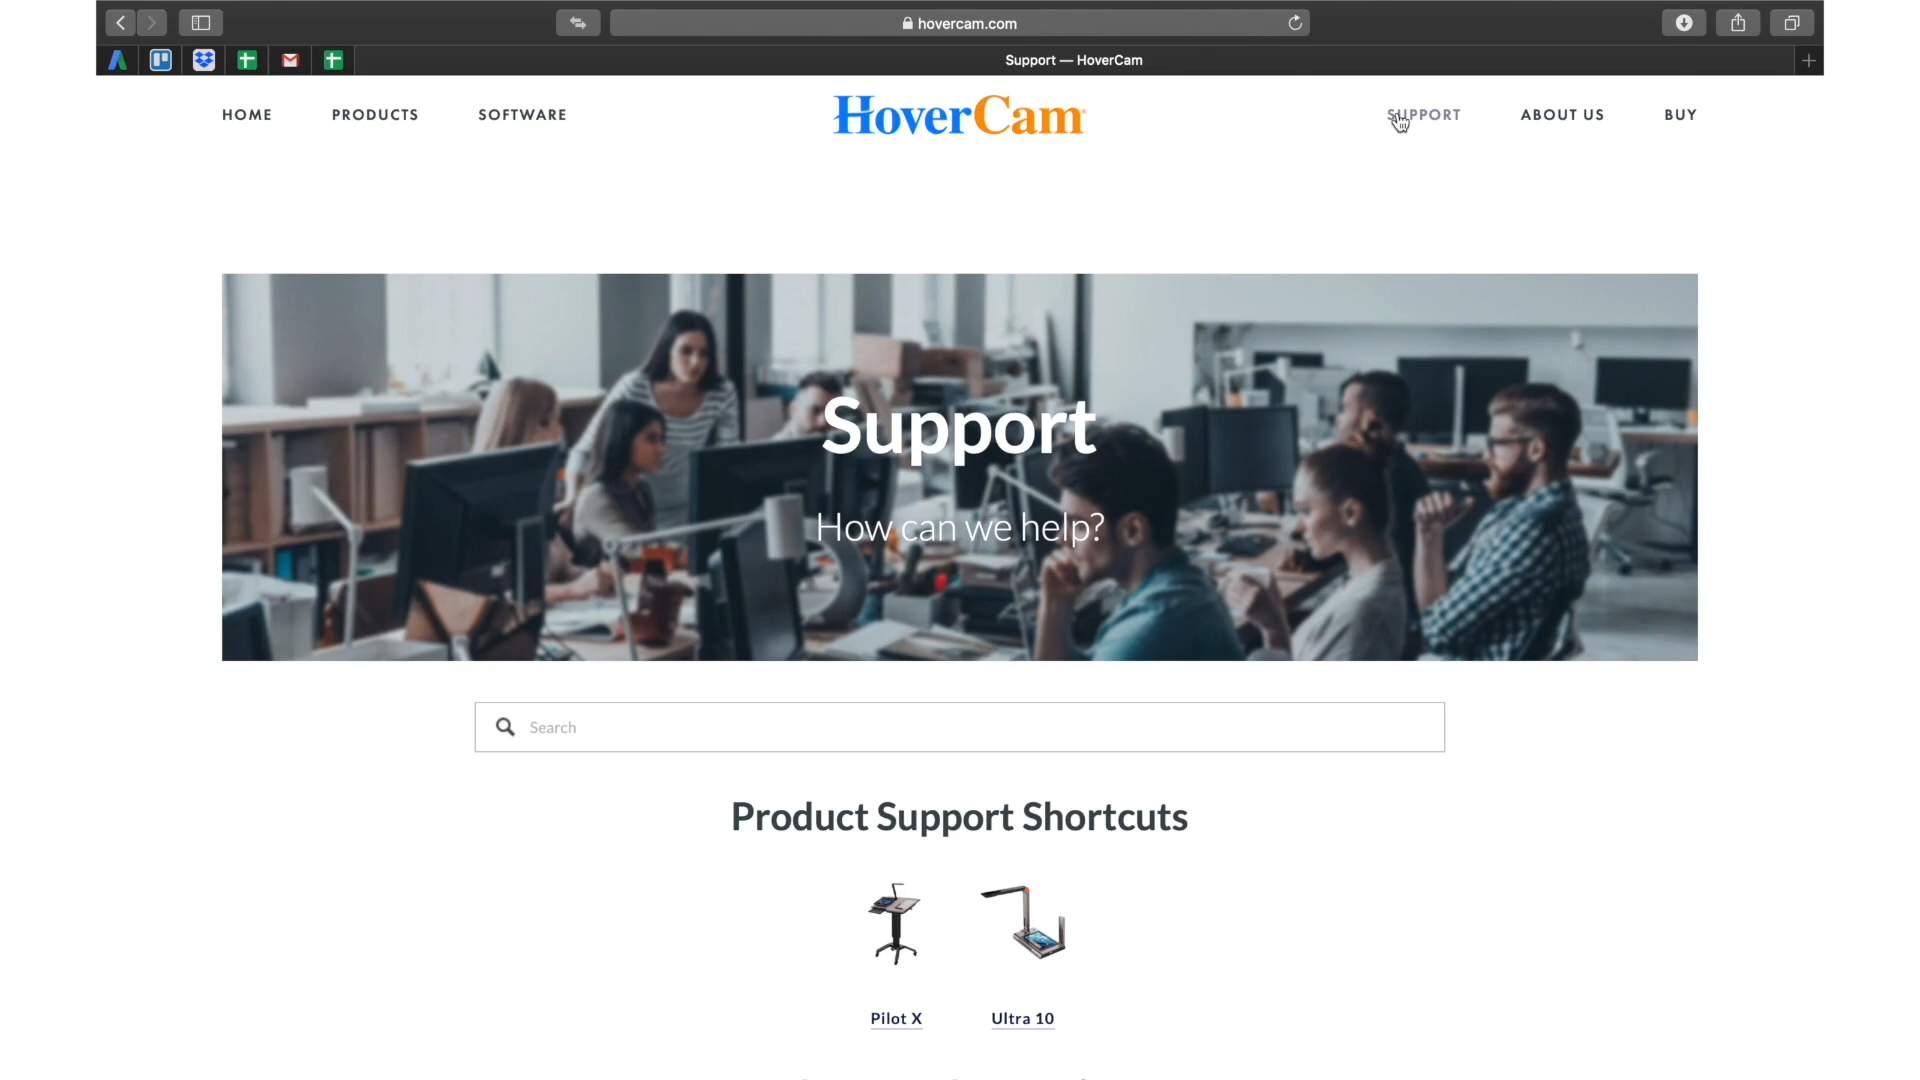 hovercam.com
Support — HoverCam
HOME PRODUCTS SOFTWARE HoverCam SUPPORT ABOUT US BUY
Support
How can we help?
Search
Product Support Shortcuts
Pilot X Ultra 10